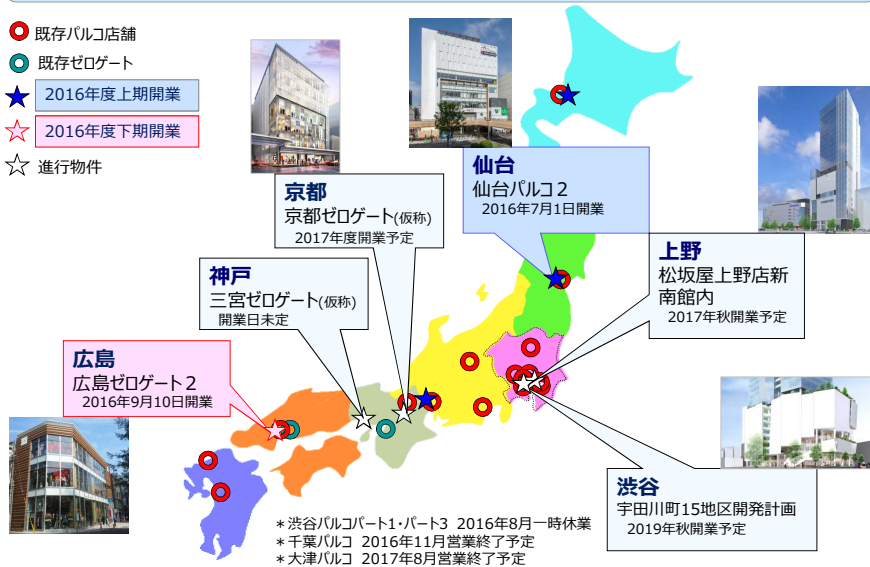 既存パルコ店舗
既存ゼロゲート
2016年度上期開業
2016年度下期開業
進行物件
仙台
仙台パルコ2
2016年7月1日開業
京都
京都ゼロゲート(仮称)
2017年度開業予定
上野
松坂屋上野店新
南館内
2017年秋開業予定
神戸
三宮ゼロゲート(仮称)
開業日未定
広島
広島ゼロゲート2
2016年9月10日開業
渋谷
宇田川町15地区開発計画
2019年秋開業予定
＊渋谷パルコパート1・パート3 2016年8月一時休業
＊千葉パルコ 2016年11月営業終了予定
＊大津パルコ 2017年8月営業終了予定